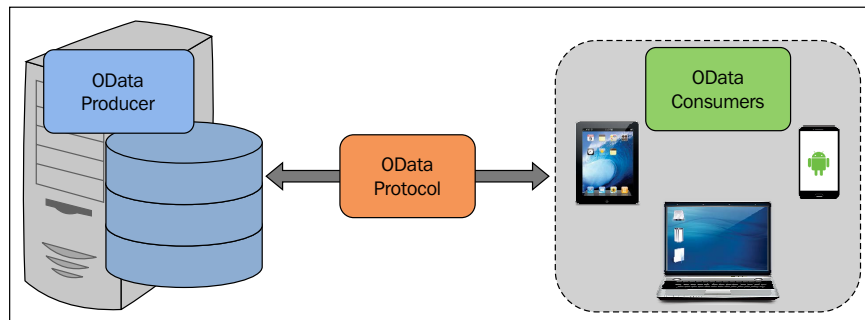 OData
Producer
OData
Protocol
OData
Consumers